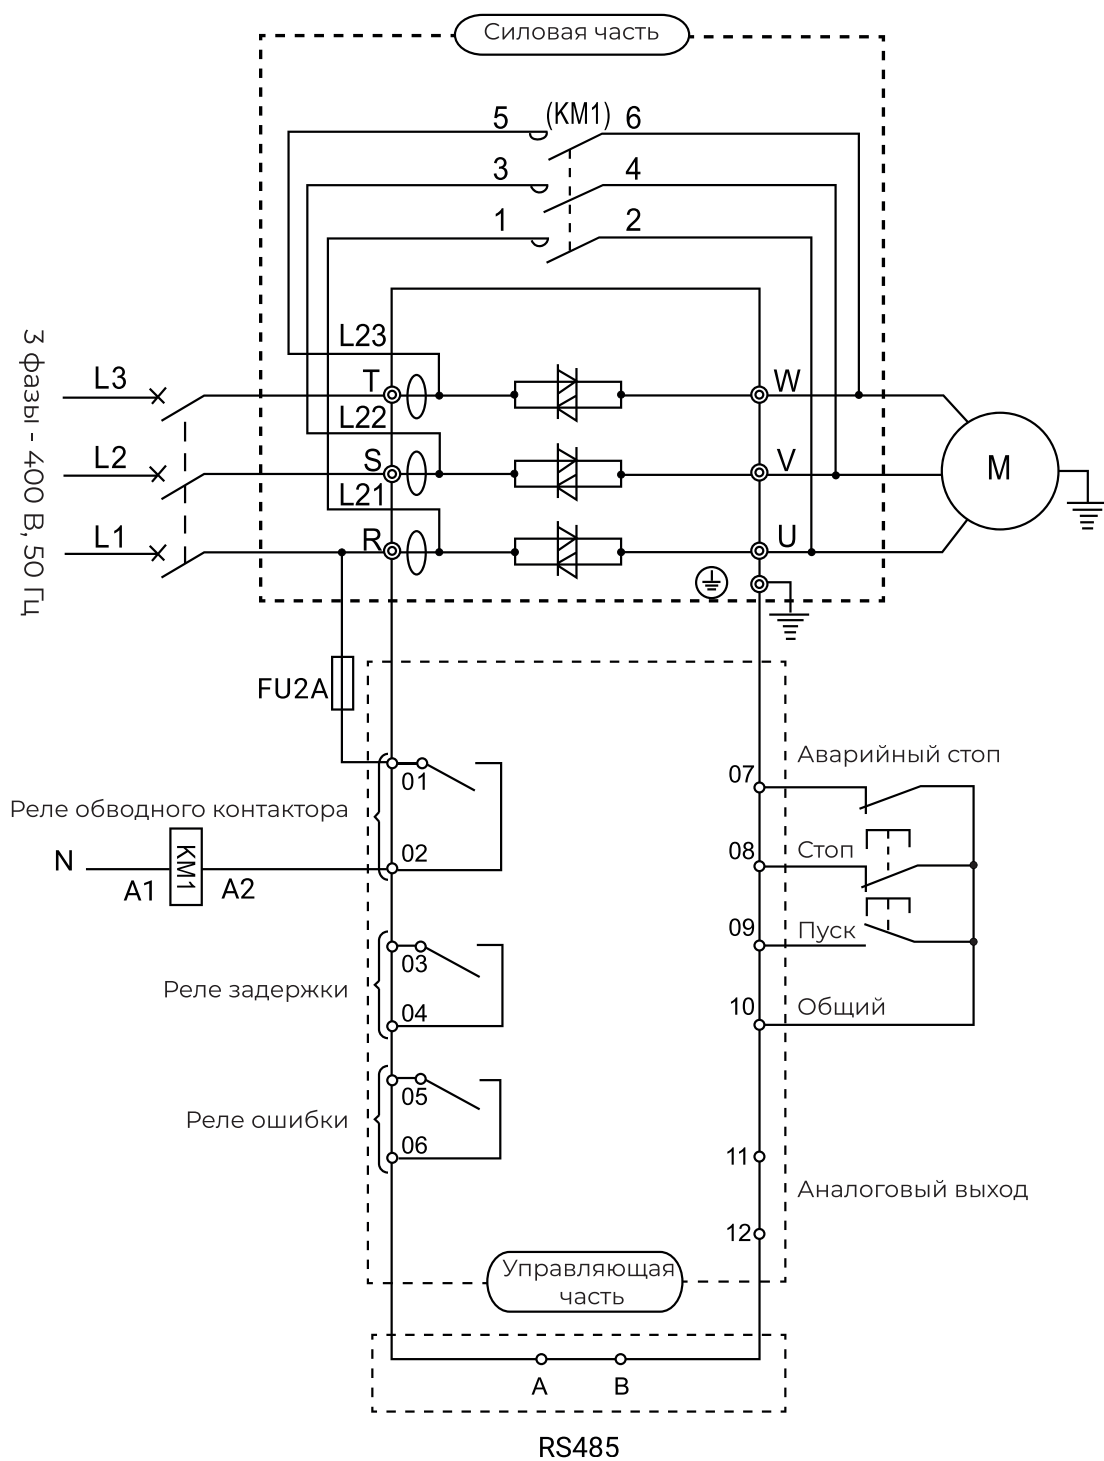 Силовая часть
5 (KM1) 6
3 4
1 2
L23
L3 T W
L22
L2 S V
M
L21
L1 R U
3 фазы - 400 В, 50 Гц
FU2A
01
02
Реле обводного контактора
N
A1 KM1 A2
03
Реле задержки
04
05
Реле ошибки
06
07 Аварийный стоп
08 Стоп
09 Пуск
10 Общий
11
Аналоговый выход
12
Управляющая
часть
A B
RS485